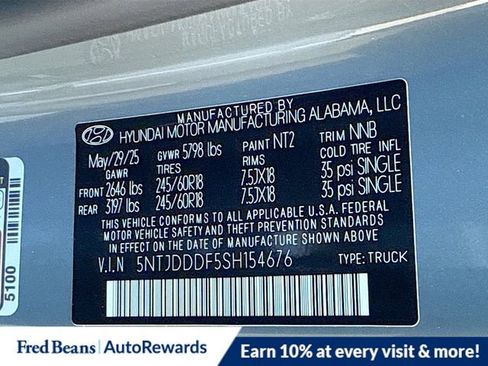 MANUFACTURED BY
HYUNDAI MOTOR MANUFACTURING ALABAMA, LLC
May/29/25 GVWR 5798 lbs PAINT NT2 TRIM NNB
GAWR TIRES RIMS COLD TIRE INFL
FRONT 2646 lbs 245/60R18 7.5JX18 35 psi SINGLE
REAR 3197 lbs 245/60R18 7.5JX18 35 psi SINGLE
THIS VEHICLE CONFORMS TO ALL APPLICABLE U.S.A. FEDERAL
MOTOR VEHICLE SAFETY AND THEFT PREVENTION STANDARDS
IN EFFECT ON THE DATE OF MANUFACTURE SHOWN ABOVE.
V.I.N 5NTJDDDF5SH154676 TYPE: TRUCK
5100
Fred Beans | AutoRewards
Earn 10% at every visit & more!